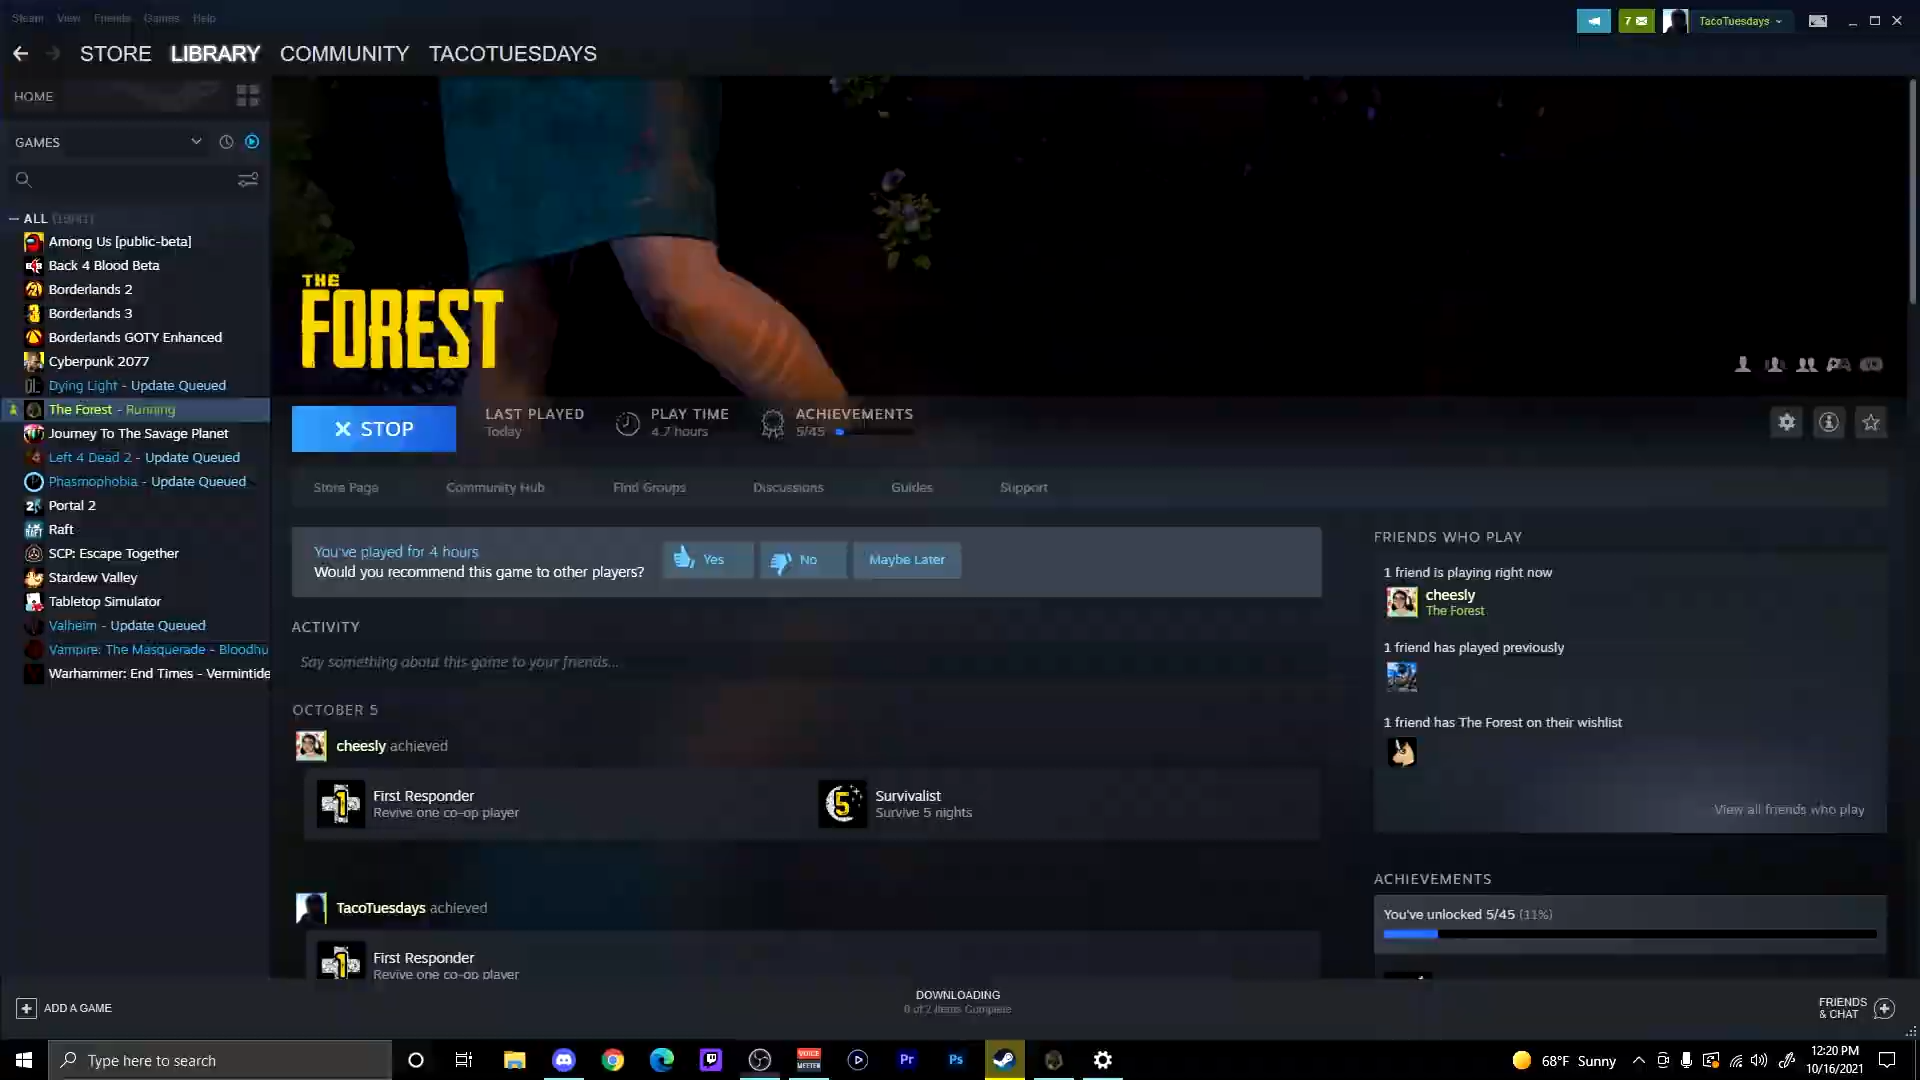 Steam View Friends Games Help
7 TacoTuesdays
STORE LIBRARY COMMUNITY TACOTUESDAYS
HOME
GAMES
ALL
Among Us [public-beta]
Back 4 Blood Beta
Borderlands 2
Borderlands 3
Borderlands GOTY Enhanced
Cyberpunk 2077
Dying Light - Update Queued
The Forest - Running
Journey To The Savage Planet
Left 4 Dead 2 - Update Queued
Phasmophobia - Update Queued
Portal 2
Raft
SCP: Escape Together
Stardew Valley
Tabletop Simulator
Valheim - Update Queued
Vampire: The Masquerade - Bloodhu
Warhammer: End Times - Vermintide
ADD A GAME
THE
FOREST
STOP
LAST PLAYED
Today
PLAY TIME
4.7 hours
ACHIEVEMENTS
5/45
Store Page Community Hub Find Groups Discussions Guides Support
You've played for 4 hours
Would you recommend this game to other players?
Yes No Maybe Later
ACTIVITY
Say something about this game to your friends...
OCTOBER 5
cheesly achieved
First Responder
Revive one co-op player
Survivalist
Survive 5 nights
TacoTuesdays achieved
First Responder
Revive one co-op player
FRIENDS WHO PLAY
1 friend is playing right now
cheesly
The Forest
1 friend has played previously
1 friend has The Forest on their wishlist
View all friends who play
ACHIEVEMENTS
You've unlocked 5/45 (11%)
DOWNLOADING
0 of 2 Items Complete
FRIENDS
& CHAT
Type here to search
VOICE
MEETER
Pr
Ps
68°F Sunny
12:20 PM
10/16/2021